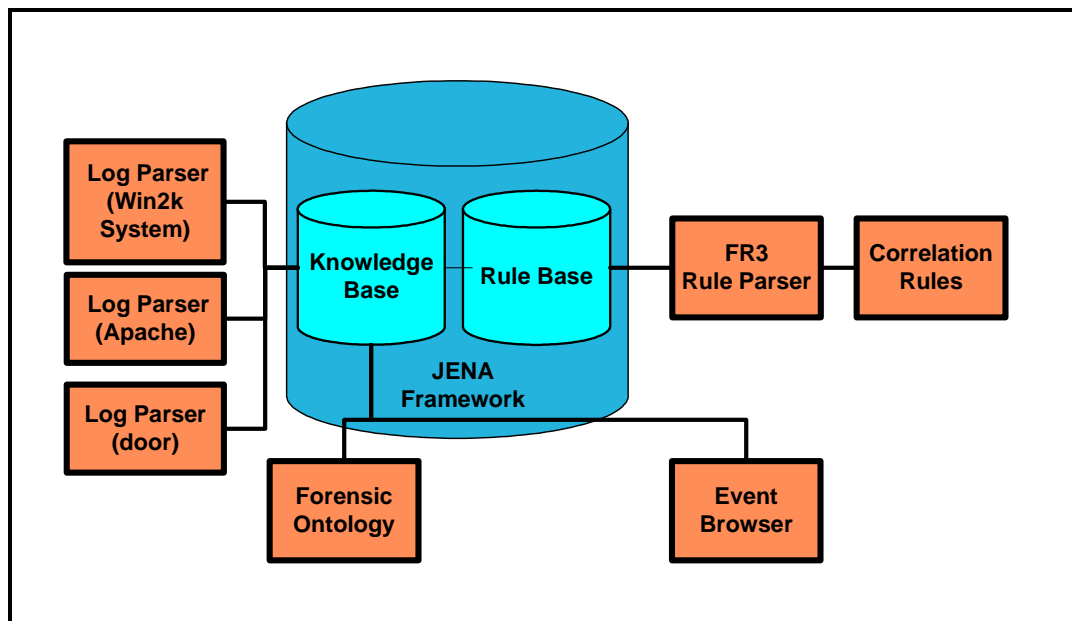 Log Parser
(Win2k
System)
Log Parser
(Apache)
Log Parser
(door)
Knowledge
Base
Rule Base
JENA
Framework
FR3
Rule Parser
Correlation
Rules
Forensic
Ontology
Event
Browser